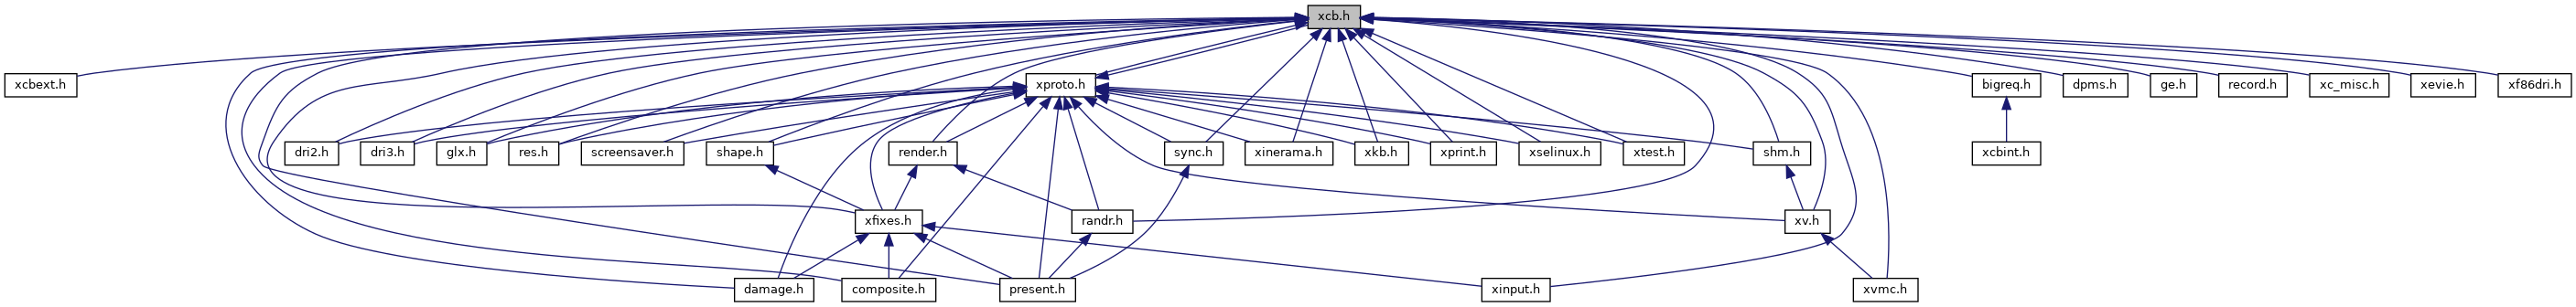 xcb.h
xcbext.h
xproto.h
bigreq.h
dpms.h
ge.h
record.h
xc_misc.h
xevie.h
xf86dri.h
dri2.h
dri3.h
glx.h
res.h
screensaver.h
shape.h
render.h
sync.h
xinerama.h
xkb.h
xprint.h
xselinux.h
xtest.h
shm.h
xcbint.h
xfixes.h
randr.h
xv.h
damage.h
composite.h
present.h
xinput.h
xvmc.h